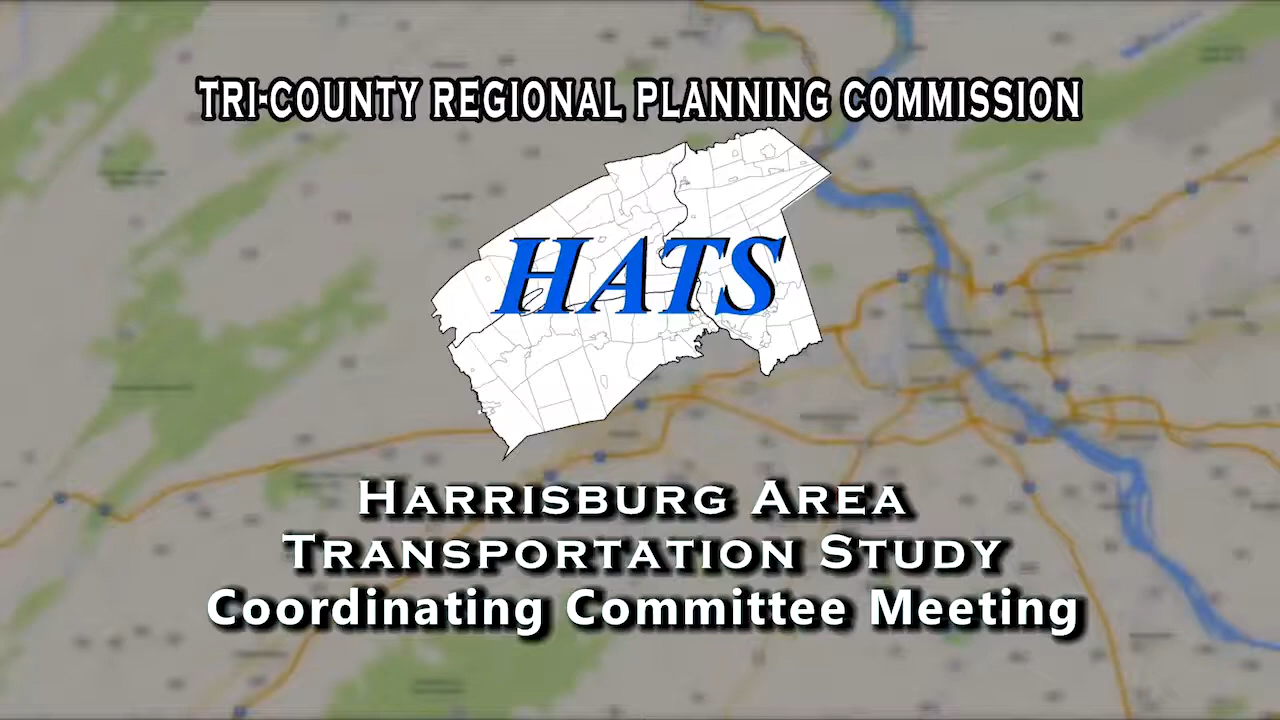 TRI-COUNTY REGIONAL PLANNING COMMISSION
HATS
HARRISBURG AREA
TRANSPORTATION STUDY
Coordinating Committee Meeting